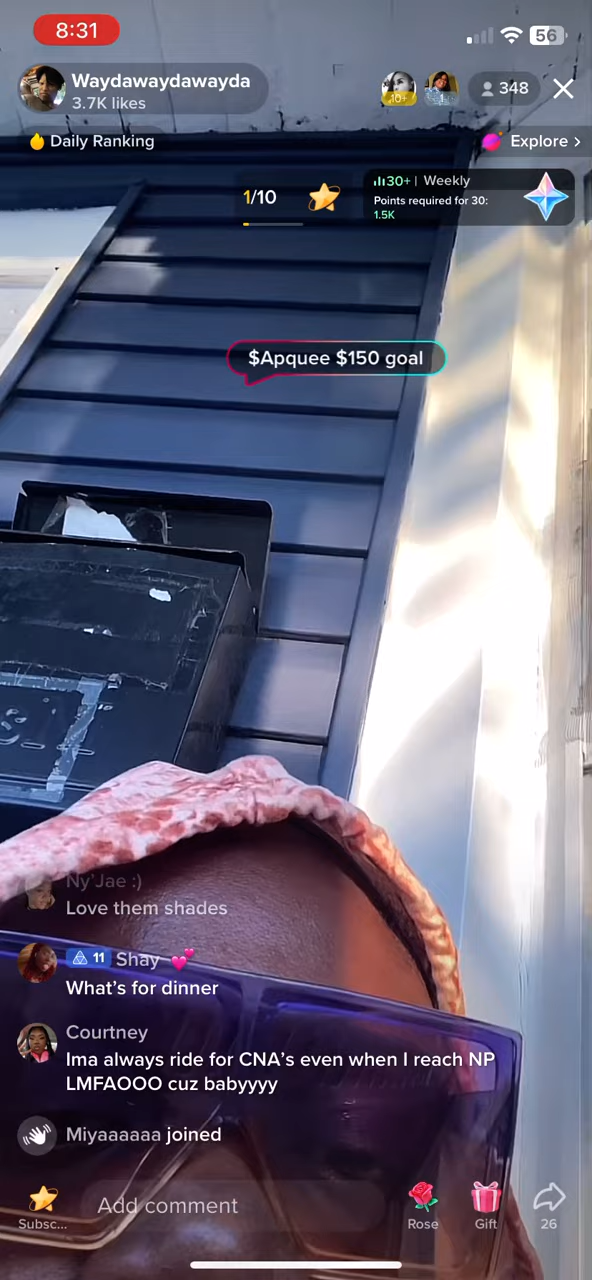 8:31
56
Waydawaydawayda
3.7K likes
10+
1
348
Daily Ranking
Explore >
1/10
30+ | Weekly
Points required for 30:
1.5K
$Apquee $150 goal
Ny'Jae :)
Love them shades
11 Shay 💕
What's for dinner
Courtney
Ima always ride for CNA's even when I reach NP
LMFAOOO cuz babyyyy
Miyaaaaaa joined
Add comment
Subsc...
Rose
Gift
26